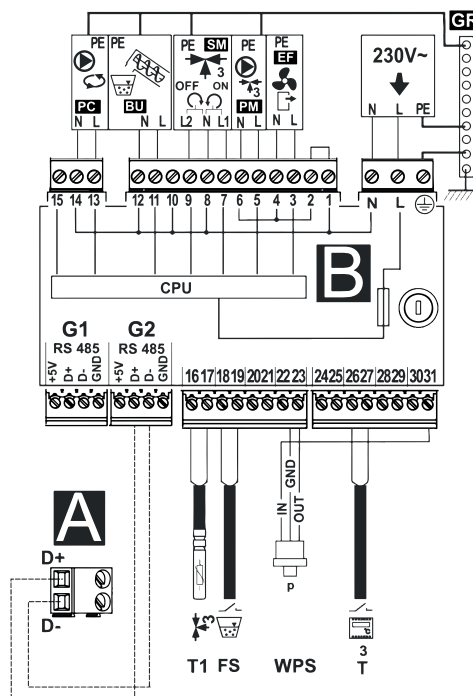 GR
PE PE PE SM PE EF 230V~
3
OFF ON
3
PC BU PM N L PE
N L N L L2 N L1 N L N L
15 14 13 12 11 10 9 8 7 6 5 4 3 2 1 N L
B
CPU
G1 G2
RS 485 RS 485
+5V D+ D- GND +5V D+ D- GND
16 17 18 19 20 21 22 23 24 25 26 27 28 29 30 31
A
D+
D-
IN GND OUT
p
3
°C
3
T1 FS WPS T